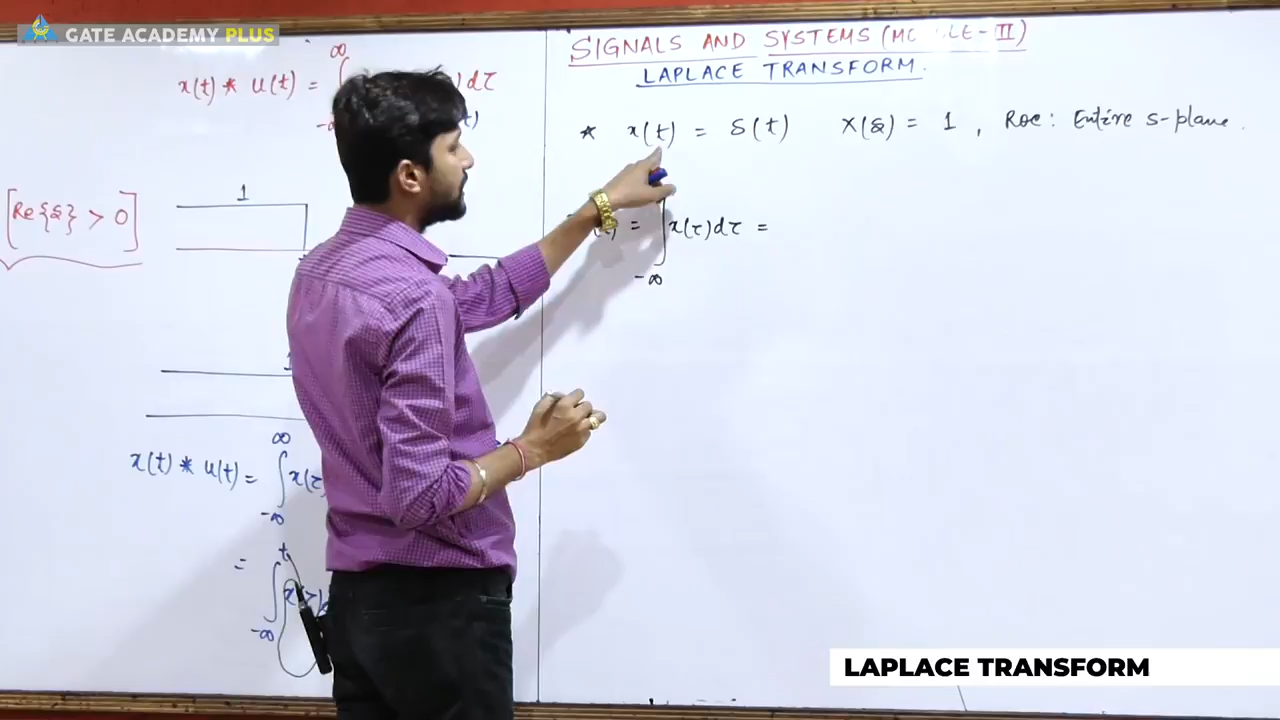 GATE ACADEMY PLUS
∞
x(t) * u(t) = ∫ dτ
t)
[Re{s} > 0]
1
∞
x(t) * u(t) = ∫ x(τ)
-∞
= t
∫
-∞
SIGNALS AND SYSTEMS (MC LE-II)
LAPLACE TRANSFORM.
* x(t) = δ(t) X(s) = 1 , ROC: Entire s-plane.
= ∫ x(τ)dτ =
-∞
LAPLACE TRANSFORM